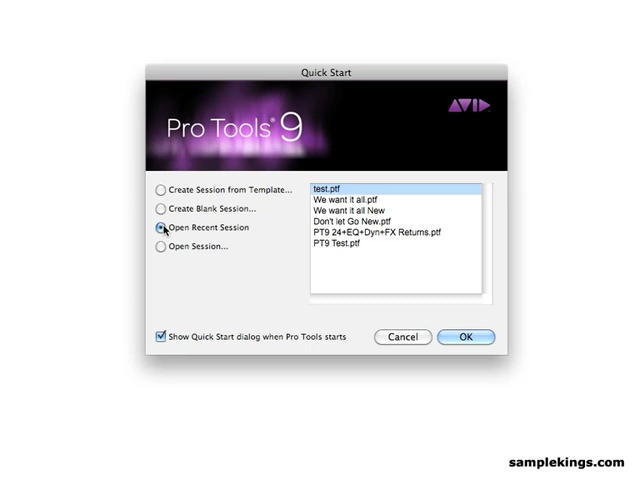 Quick Start
AVID
Pro Tools® 9
Create Session from Template...
Create Blank Session...
Open Recent Session
Open Session...
test.ptf
We want it all.ptf
We want it all New
Don't let Go New.ptf
PT9 24+EQ+Dyn+FX Returns.ptf
PT9 Test.ptf
Show Quick Start dialog when Pro Tools starts
Cancel
OK
samplekings.com